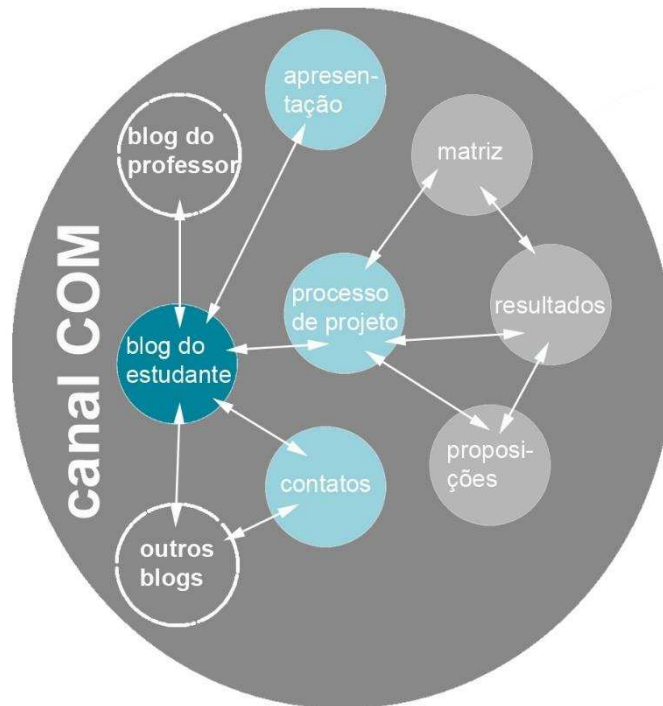 apresen-
tação
blog do
professor
matriz
canal COM
processo
de projeto
resultados
blog do
estudante
proposi-
ções
contatos
outros
blogs